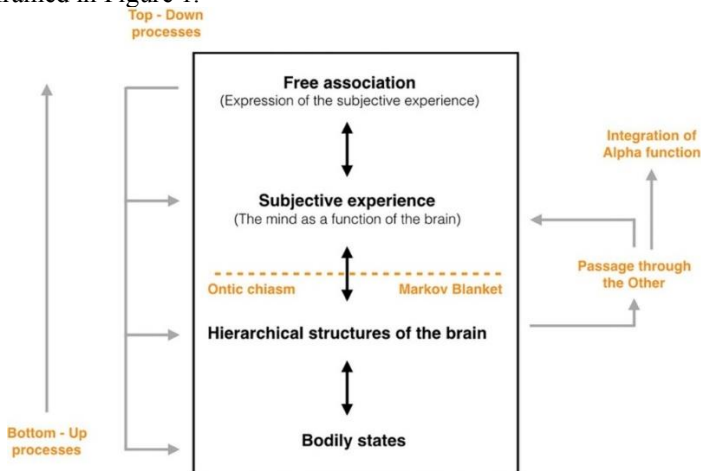 Figure 1.
Top - Down
processes
Free association
(Expression of the subjective experience)
Integration of
Alpha function
Subjective experience
(The mind as a function of the brain)
Passage through
the Other
Ontic chiasm
Markov Blanket
Hierarchical structures of the brain
Bottom - Up
processes
Bodily states